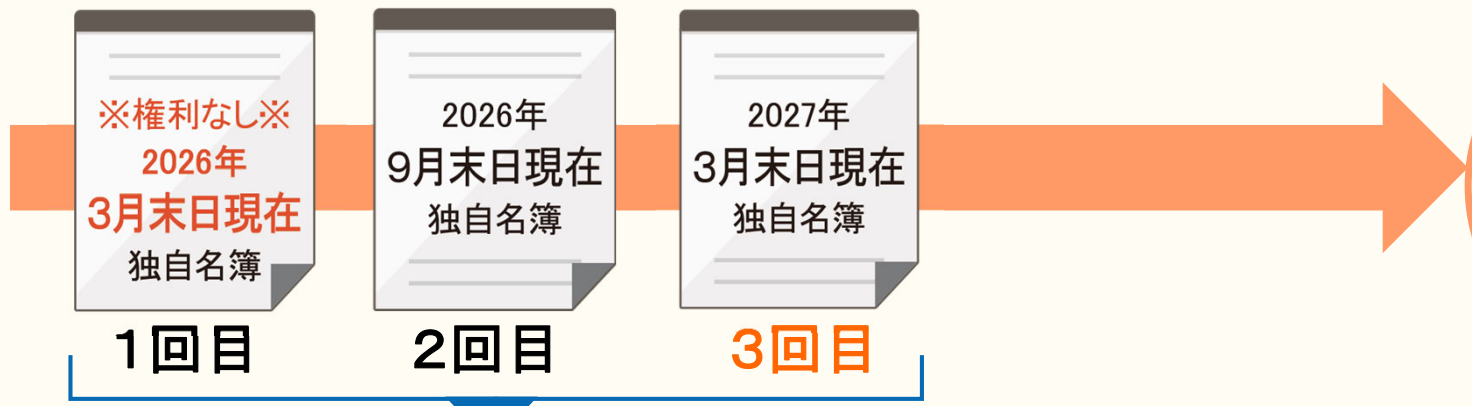 ※権利なし※
2026年
3月末日現在
独自名簿
1回目
2026年
9月末日現在
独自名簿
2回目
2027年
3月末日現在
独自名簿
3回目